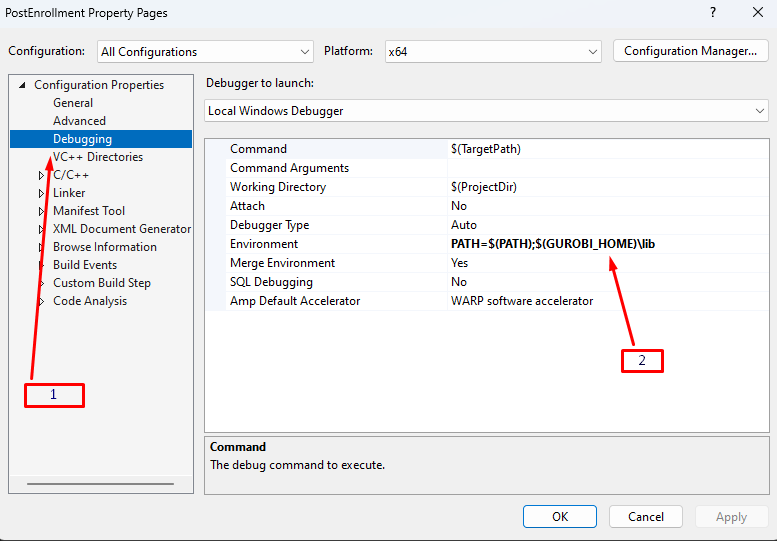 PostEnrollment Property Pages
Configuration: All Configurations Platform: x64 Configuration Manager...
Configuration Properties
General
Advanced
Debugging
VC++ Directories
C/C++
Linker
Manifest Tool
XML Document Generator
Browse Information
Build Events
Custom Build Step
Code Analysis
1
Debugger to launch:
Local Windows Debugger
Command $(TargetPath)
Command Arguments
Working Directory $(ProjectDir)
Attach No
Debugger Type Auto
Environment PATH=$(PATH);$(GUROBI_HOME)\lib
Merge Environment Yes
SQL Debugging No
Amp Default Accelerator WARP software accelerator
2
Command
The debug command to execute.
OK Cancel Apply